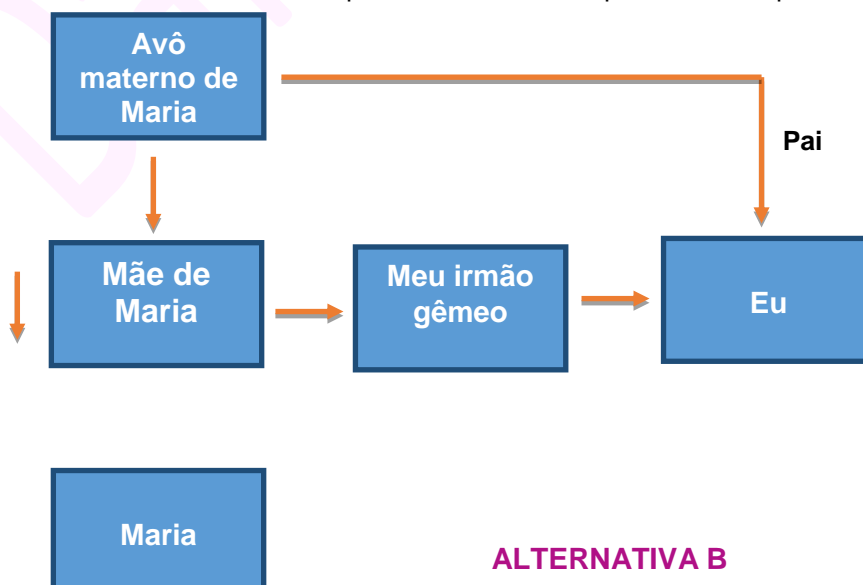 Avô
materno de
Maria
Pai
Mãe de
Maria
Meu irmão
gêmeo
Eu
Maria
ALTERNATIVA B